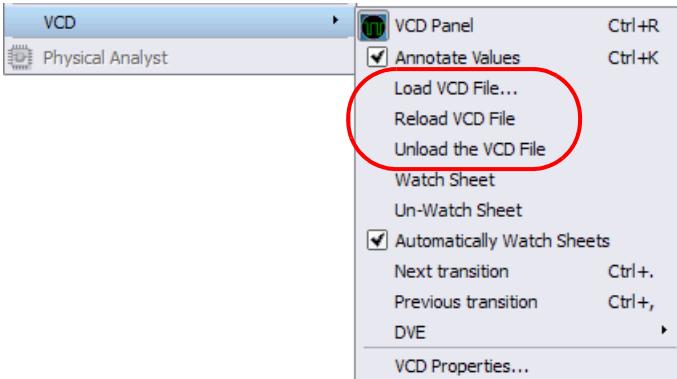 VCD
Physical Analyst
VCD Panel Ctrl+R
Annotate Values Ctrl+K
Load VCD File...
Reload VCD File
Unload the VCD File
Watch Sheet
Un-Watch Sheet
Automatically Watch Sheets
Next transition Ctrl+.
Previous transition Ctrl+,
DVE
VCD Properties...